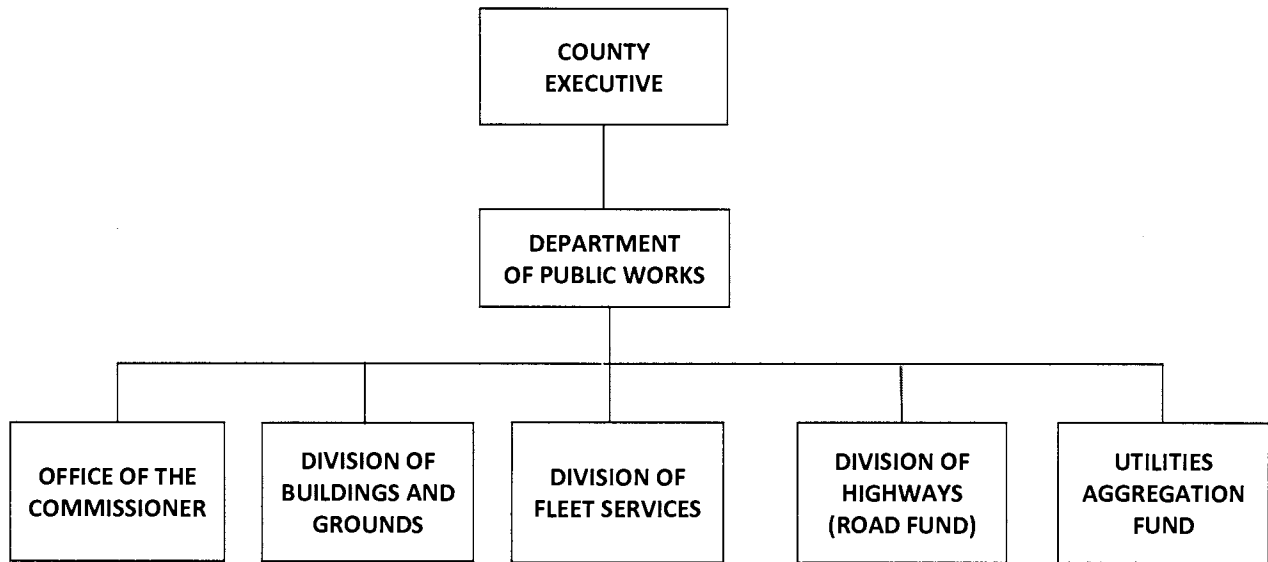 COUNTY
EXECUTIVE
DEPARTMENT
OF PUBLIC WORKS
OFFICE OF THE
COMMISSIONER
DIVISION OF
BUILDINGS AND
GROUNDS
DIVISION OF
FLEET SERVICES
DIVISION OF
HIGHWAYS
(ROAD FUND)
UTILITIES
AGGREGATION
FUND